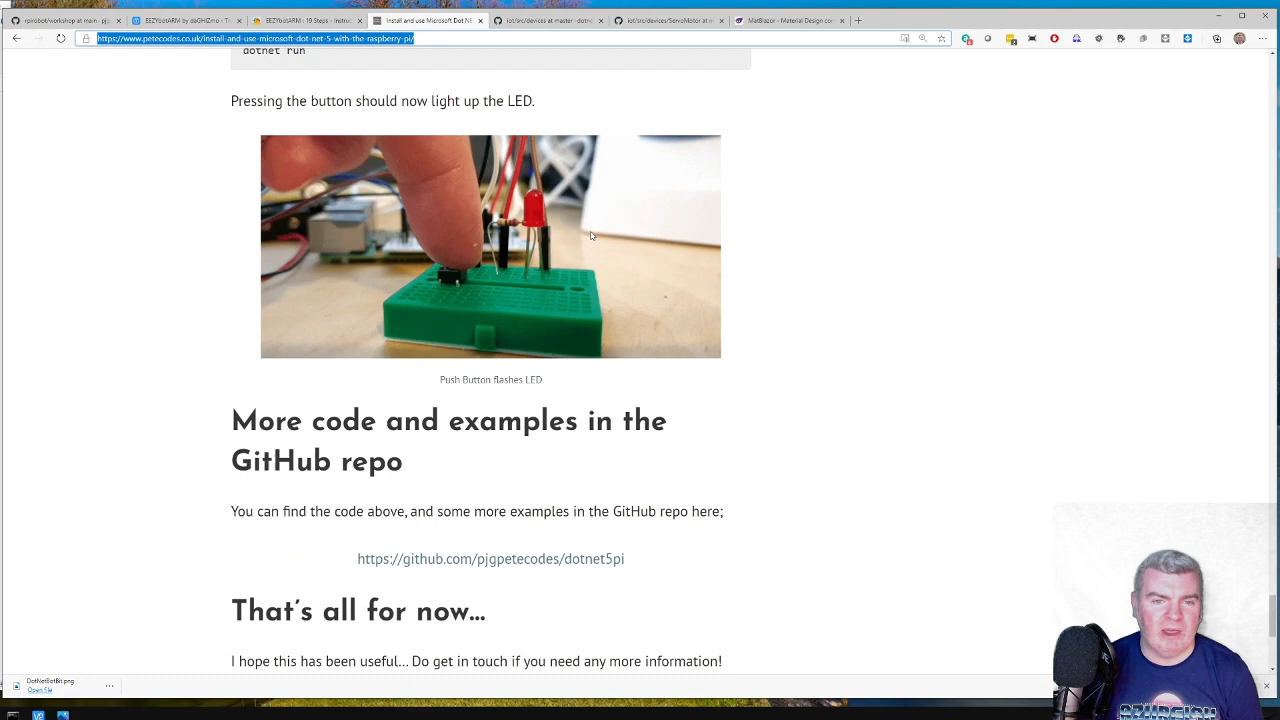 rpirobot/workshop at main · pj
EEZYbotARM by daGHIZmo - T
EEZYbotARM : 19 Steps - Instruc
Install and use Microsoft Dot NE
iot/src/devices at master · dotne
iot/src/devices/ServoMotor at m
MatBlazor - Material Design co
https://www.petecodes.co.uk/install-and-use-microsoft-dot-net-5-with-the-raspberry-pi/
dotnet run
Pressing the button should now light up the LED.
Push Button flashes LED
More code and examples in the
GitHub repo
You can find the code above, and some more examples in the GitHub repo here;
https://github.com/pjgpetecodes/dotnet5pi
That's all for now…
I hope this has been useful… Do get in touch if you need any more information!
DotNetBotBit.png
Open file